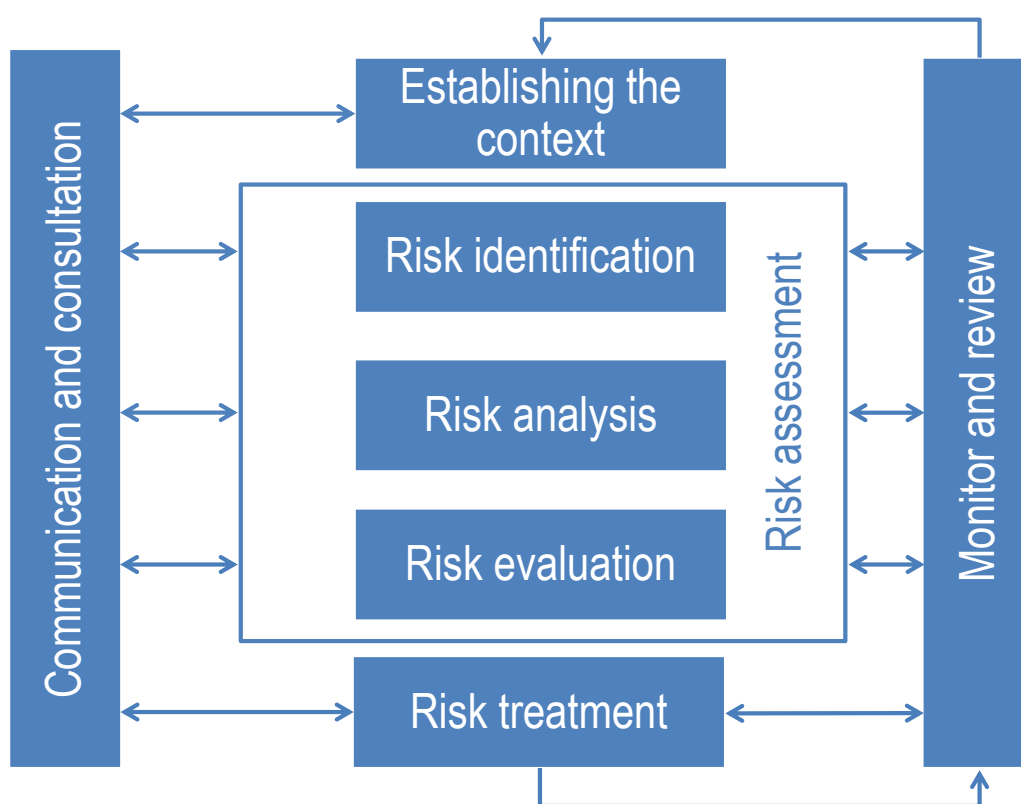 Communication and consultation
Establishing the
context
Risk identification
Risk analysis
Risk evaluation
Risk assessment
Risk treatment
Monitor and review